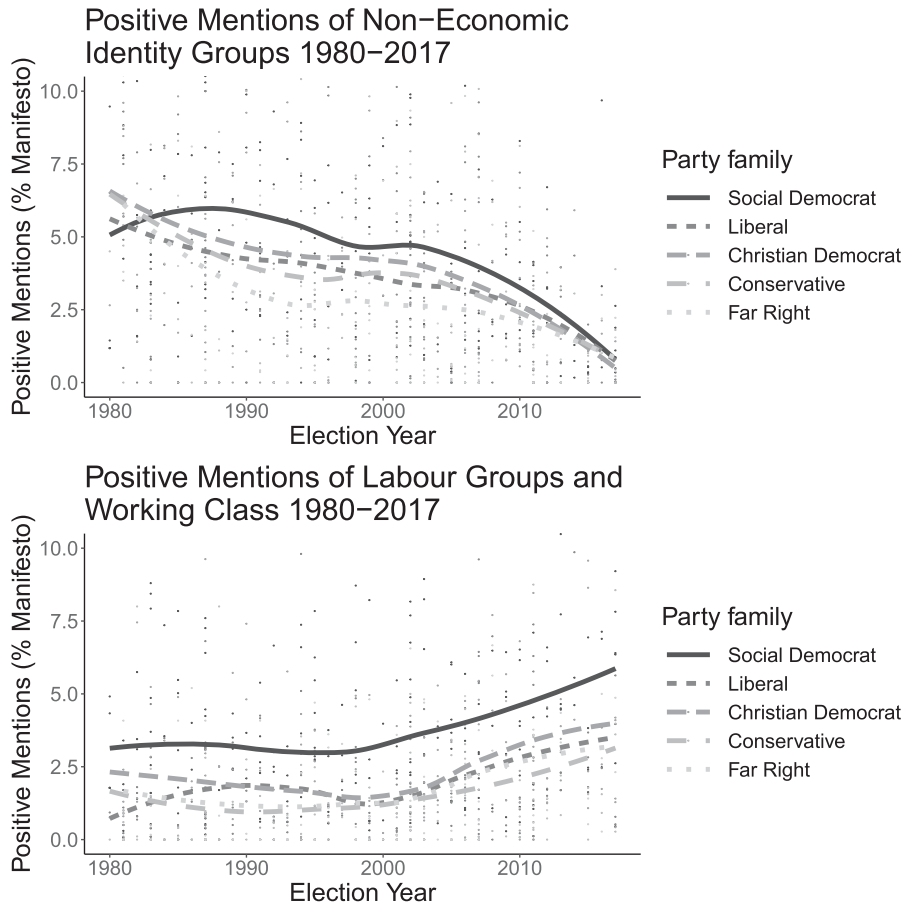 Positive Mentions of Non−Economic
Identity Groups 1980−2017
Positive Mentions (% Manifesto)
10.0
7.5
5.0
2.5
0.0
1980 1990 2000 2010
Election Year
Party family
Social Democrat
Liberal
Christian Democrat
Conservative
Far Right
Positive Mentions of Labour Groups and
Working Class 1980−2017
Positive Mentions (% Manifesto)
10.0
7.5
5.0
2.5
0.0
1980 1990 2000 2010
Election Year
Party family
Social Democrat
Liberal
Christian Democrat
Conservative
Far Right